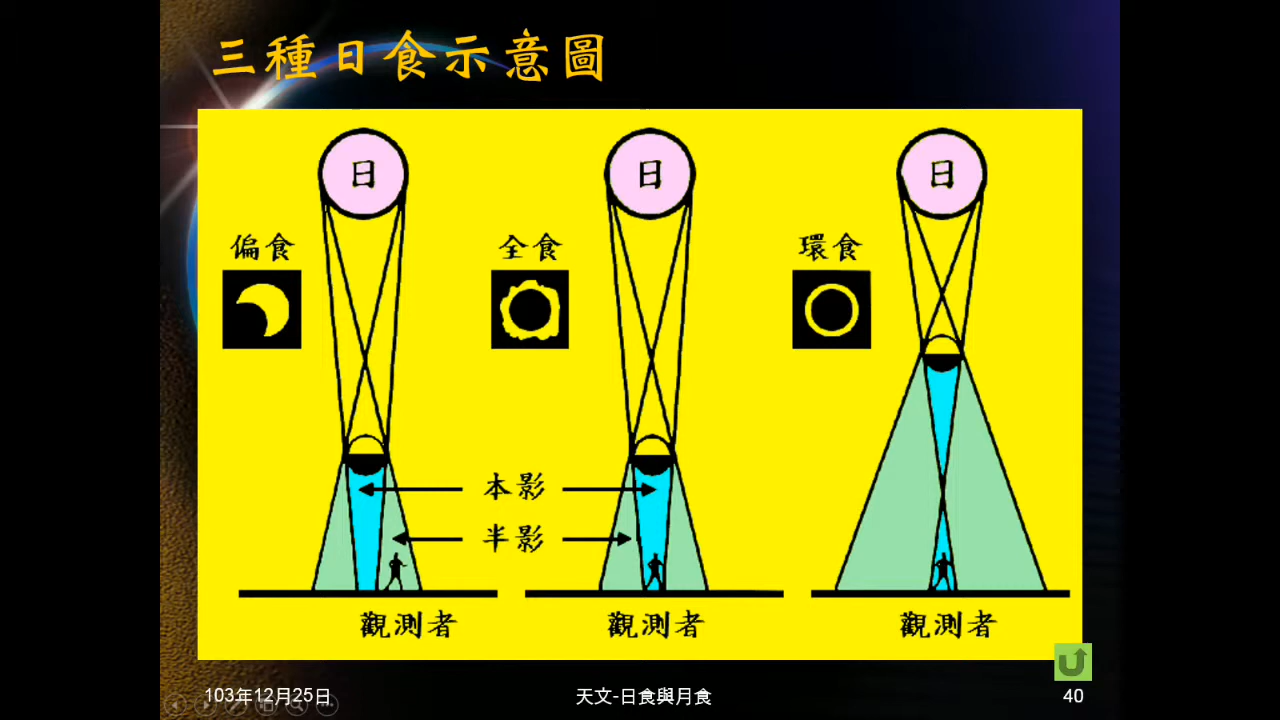 三種日食示意圖
日
日
日
偏食
全食
環食
本影
半影
觀測者
觀測者
觀測者
103年12月25日
天文-日食與月食
40